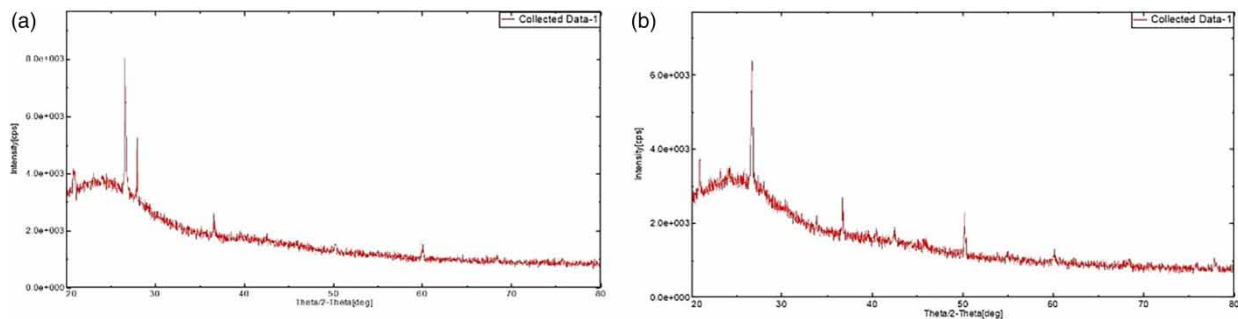 (a)
Collected Data-1
Intensity[cps]
8.0e+003
6.0e+003
4.0e+003
2.0e+003
0.0e+000
20 30 40 50 60 70 80
Theta/2-Theta[deg]
(b)
Collected Data-1
Intensity[cps]
6.0e+003
4.0e+003
2.0e+003
0.0e+000
20 30 40 50 60 70 80
Theta/2-Theta[deg]